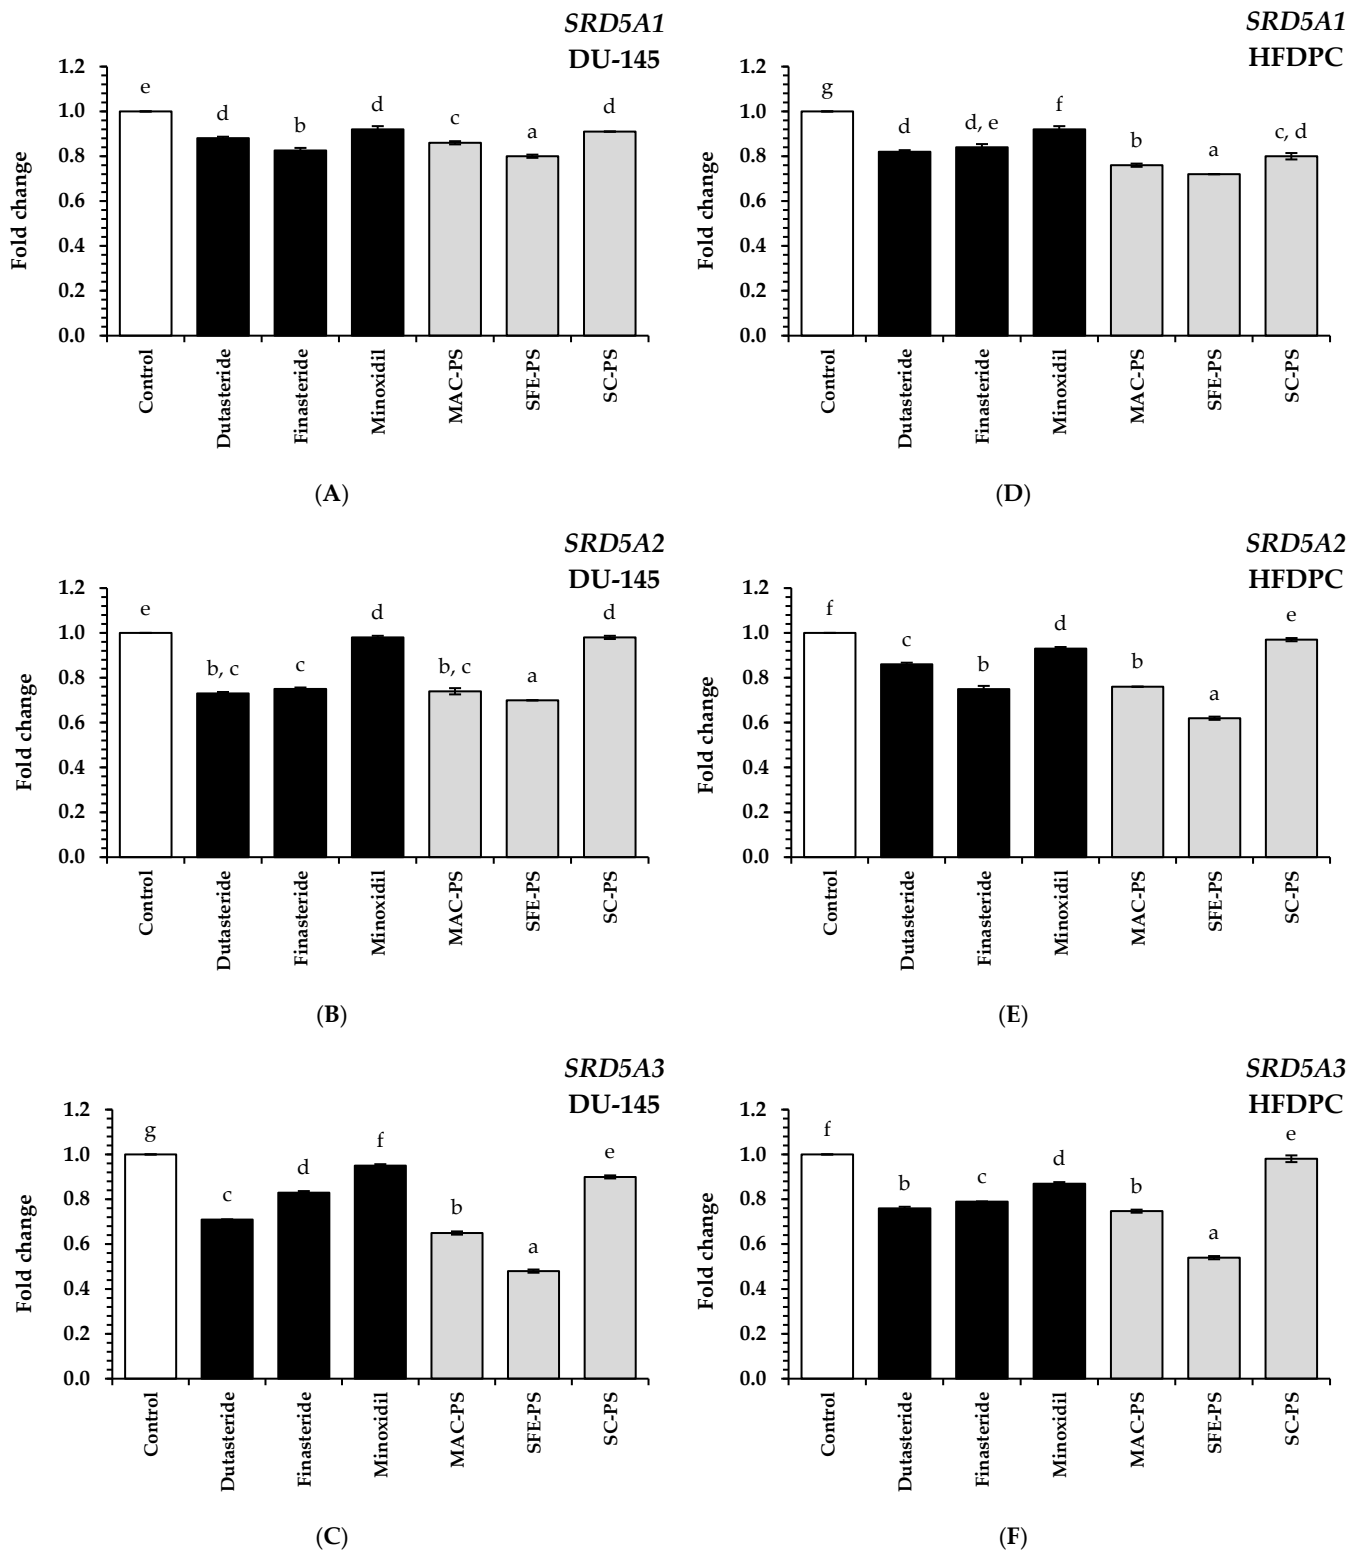 SRD5A1
DU-145
1.2
1.0
0.8
0.6
0.4
0.2
0.0
Fold change
e
d
b
d
c
a
d
Control
Dutasteride
Finasteride
Minoxidil
MAC-PS
SFE-PS
SC-PS
(A)
SRD5A1
HFDPC
1.2
1.0
0.8
0.6
0.4
0.2
0.0
Fold change
g
d
d, e
f
b
a
c, d
Control
Dutasteride
Finasteride
Minoxidil
MAC-PS
SFE-PS
SC-PS
(D)
SRD5A2
DU-145
1.2
1.0
0.8
0.6
0.4
0.2
0.0
Fold change
e
b, c
c
d
b, c
a
d
Control
Dutasteride
Finasteride
Minoxidil
MAC-PS
SFE-PS
SC-PS
(B)
SRD5A2
HFDPC
1.2
1.0
0.8
0.6
0.4
0.2
0.0
Fold change
f
c
b
d
b
a
e
Control
Dutasteride
Finasteride
Minoxidil
MAC-PS
SFE-PS
SC-PS
(E)
SRD5A3
DU-145
1.2
1.0
0.8
0.6
0.4
0.2
0.0
Fold change
g
c
d
f
b
a
e
Control
Dutasteride
Finasteride
Minoxidil
MAC-PS
SFE-PS
SC-PS
(C)
SRD5A3
HFDPC
1.2
1.0
0.8
0.6
0.4
0.2
0.0
Fold change
f
b
c
d
b
a
e
Control
Dutasteride
Finasteride
Minoxidil
MAC-PS
SFE-PS
SC-PS
(F)